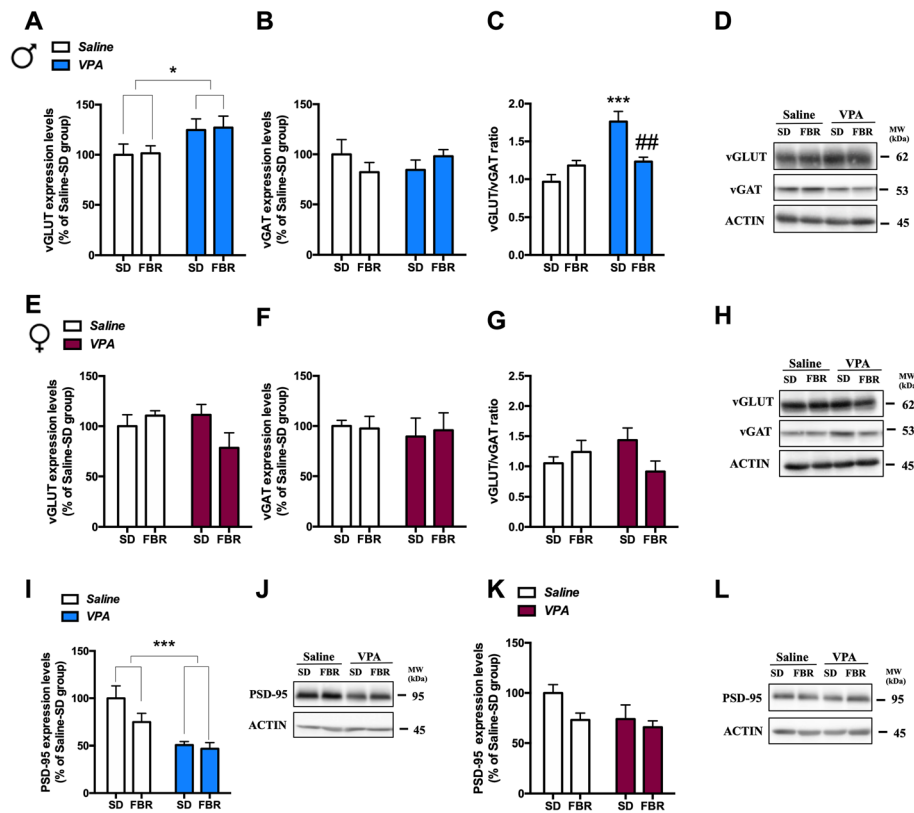 A
B
C
D
♂
Saline
VPA
*
vGLUT expression levels
(% of Saline-SD group)
150
100
50
0
SD FBR SD FBR
vGAT expression levels
(% of Saline-SD group)
150
100
50
0
SD FBR SD FBR
vGLUT/vGAT ratio
2.0
1.5
1.0
0.5
0.0
***
##
SD FBR SD FBR
Saline VPA
SD FBR SD FBR
MW
(kDa)
vGLUT 62
vGAT 53
ACTIN 45
E
F
G
H
♀
Saline
VPA
vGLUT expression levels
(% of Saline-SD group)
150
100
50
0
SD FBR SD FBR
vGAT expression levels
(% of Saline-SD group)
150
100
50
0
SD FBR SD FBR
vGLUT/vGAT ratio
2.5
2.0
1.5
1.0
0.5
0.0
SD FBR SD FBR
Saline VPA
SD FBR SD FBR
MW
(kDa)
vGLUT 62
vGAT 53
ACTIN 45
I
J
K
L
Saline
VPA
***
PSD-95 expression levels
(% of Saline-SD group)
150
100
50
0
SD FBR SD FBR
Saline VPA
SD FBR SD FBR
MW
(kDa)
PSD-95 95
ACTIN 45
Saline
VPA
PSD-95 expression levels
(% of Saline-SD group)
150
100
50
0
SD FBR SD FBR
Saline VPA
SD FBR SD FBR
MW
(kDa)
PSD-95 95
ACTIN 45